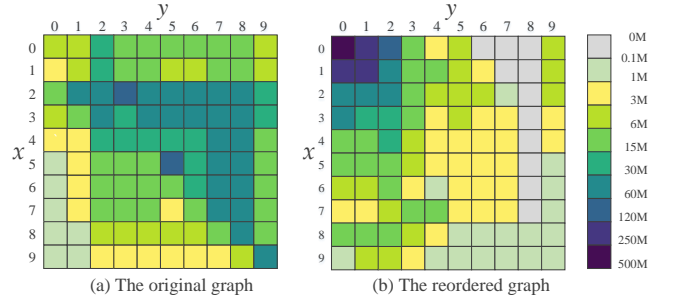 y
y
0 1 2 3 4 5 6 7 8 9
0 1 2 3 4 5 6 7 8 9
0
1
2
3
4
5
6
7
8
9
x
0
1
2
3
4
5
6
7
8
9
x
0M
0.1M
1M
3M
6M
15M
30M
60M
120M
250M
500M
(a) The original graph
(b) The reordered graph